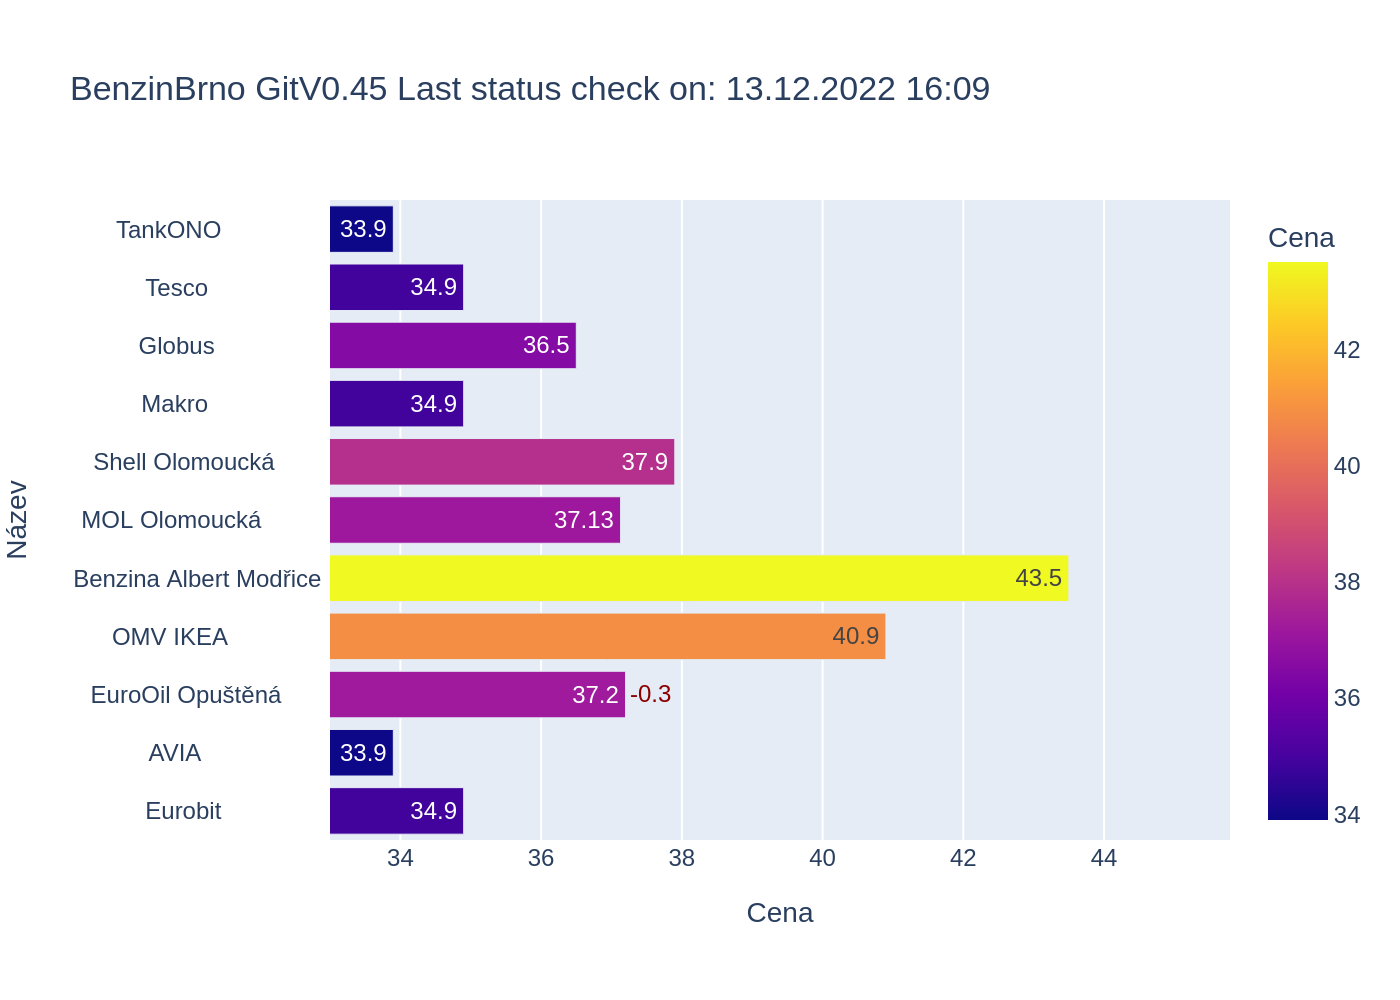 BenzinBrno GitV0.45 Last status check on: 13.12.2022 16:09
Název
TankONO 33.9
Tesco 34.9
Globus 36.5
Makro 34.9
Shell Olomoucká 37.9
MOL Olomoucká 37.13
Benzina Albert Modřice 43.5
OMV IKEA 40.9
EuroOil Opuštěná 37.2 -0.3
AVIA 33.9
Eurobit 34.9
34 36 38 40 42 44
Cena
Cena
42
40
38
36
34